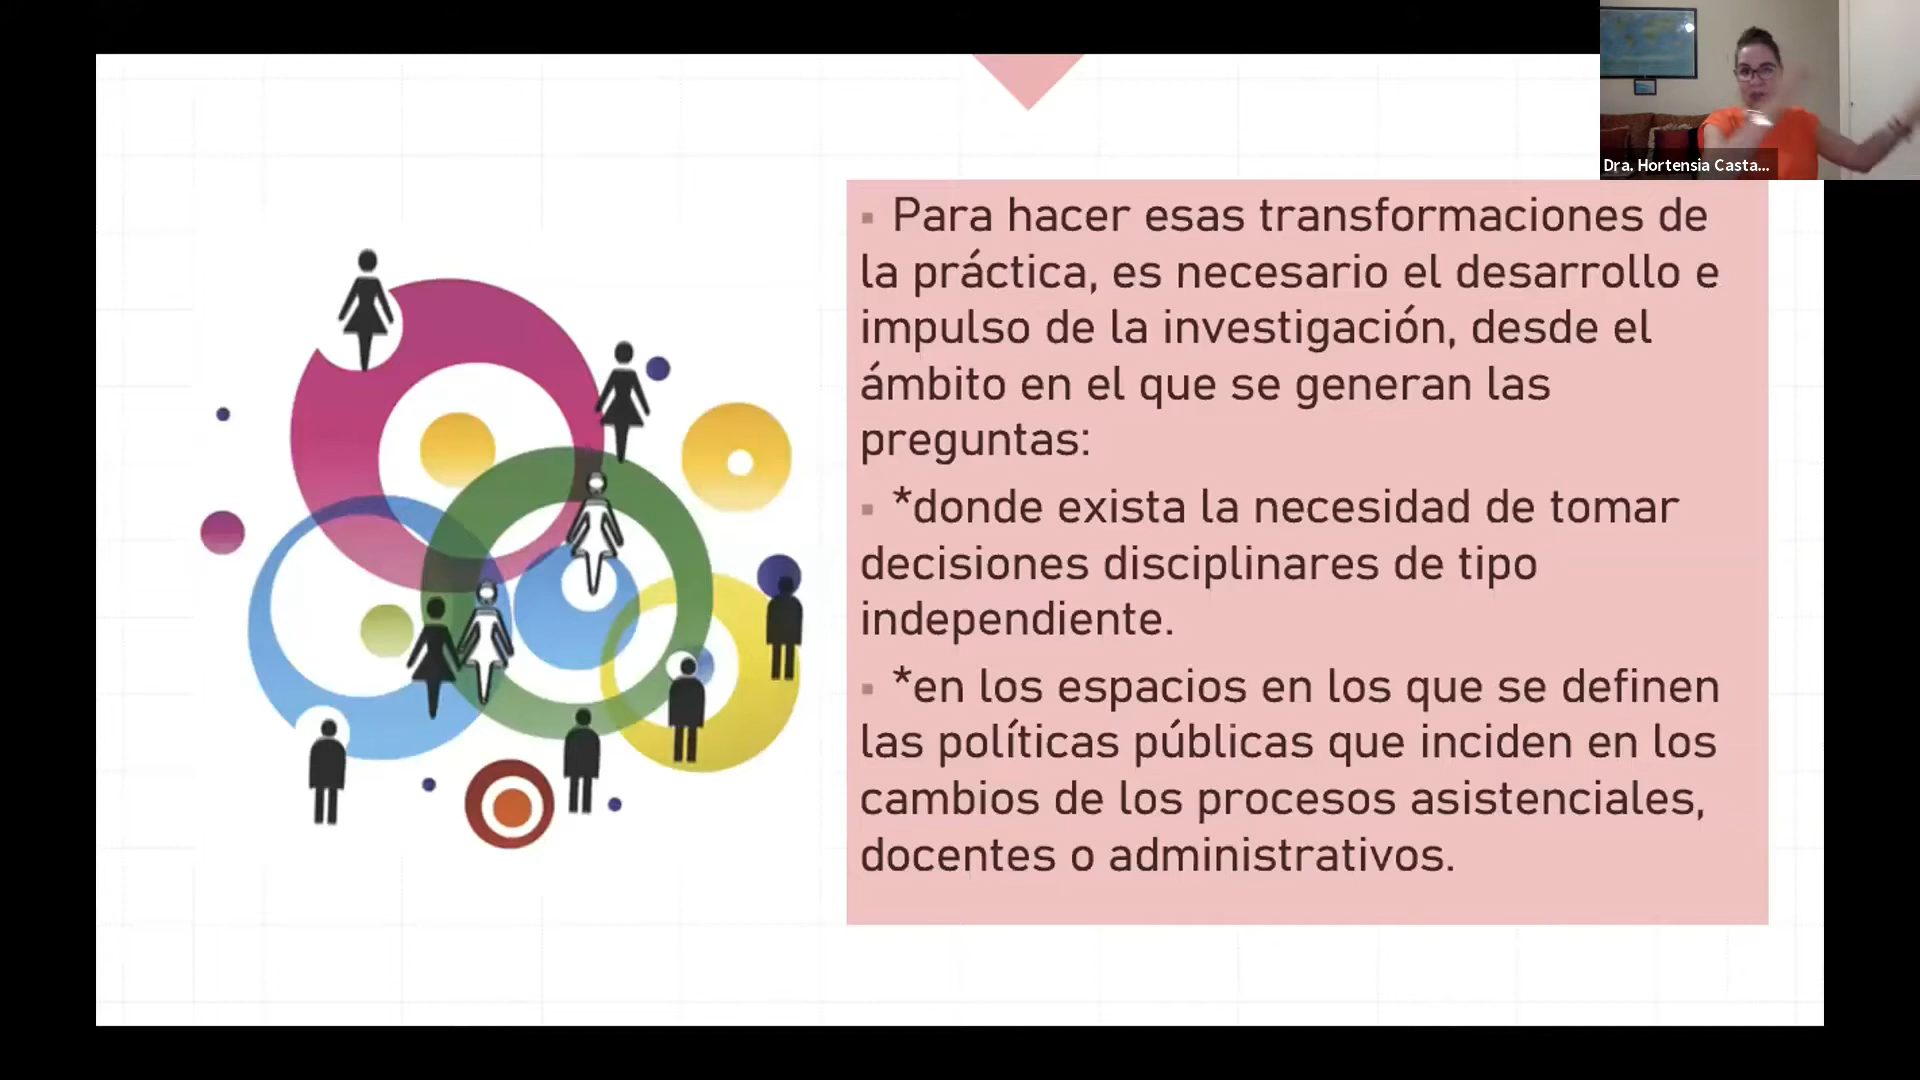 Dra. Hortensia Casta...
▪ Para hacer esas transformaciones de
la práctica, es necesario el desarrollo e
impulso de la investigación, desde el
ámbito en el que se generan las
preguntas:
▪ *donde exista la necesidad de tomar
decisiones disciplinares de tipo
independiente.
▪ *en los espacios en los que se definen
las políticas públicas que inciden en los
cambios de los procesos asistenciales,
docentes o administrativos.